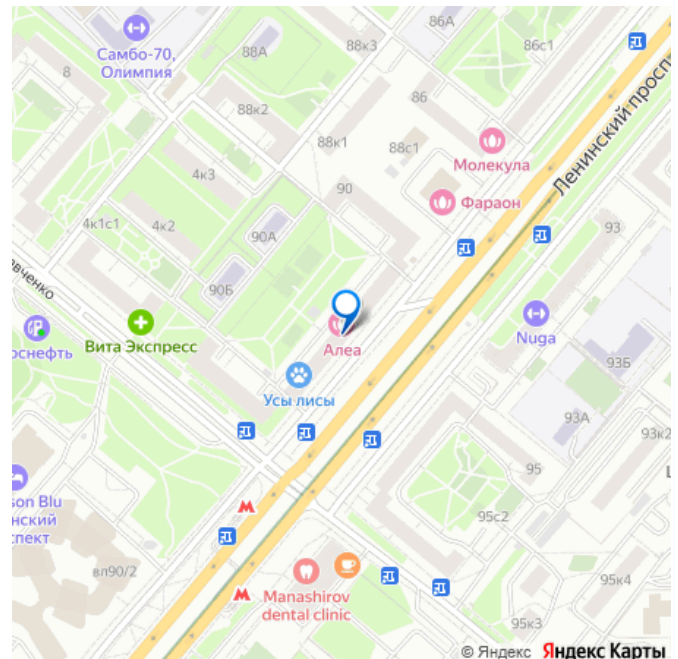 86А
88А
88к3
86с1
Самбо-70,
Олимпия
8
86
88к2
88к1
88с1
Молекула
Ленинский просп
4к3
90
Фараон
4к1с1
4к2
90А
93
90Б
вченко
Nuga
оснефть
Вита Экспресс
Алеа
93Б
Усы лисы
93А
93к2
95
son Blu
нский
спект
95с2
вл90/2
Manashirov
dental clinic
95к4
95к3
© Яндекс Яндекс Карты